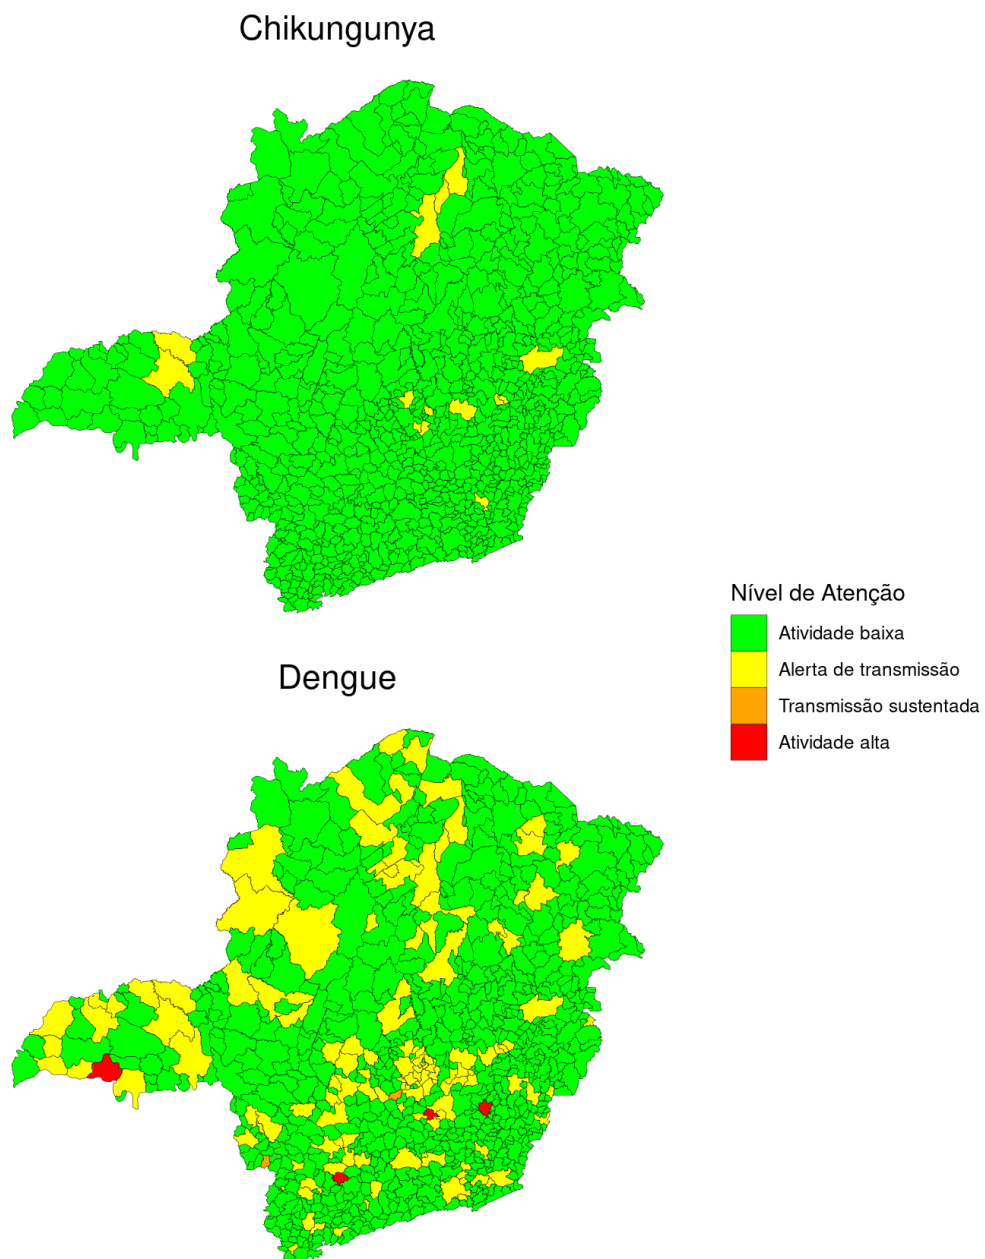 Chikungunya
Nível de Atenção
Atividade baixa
Alerta de transmissão
Transmissão sustentada
Atividade alta
Dengue